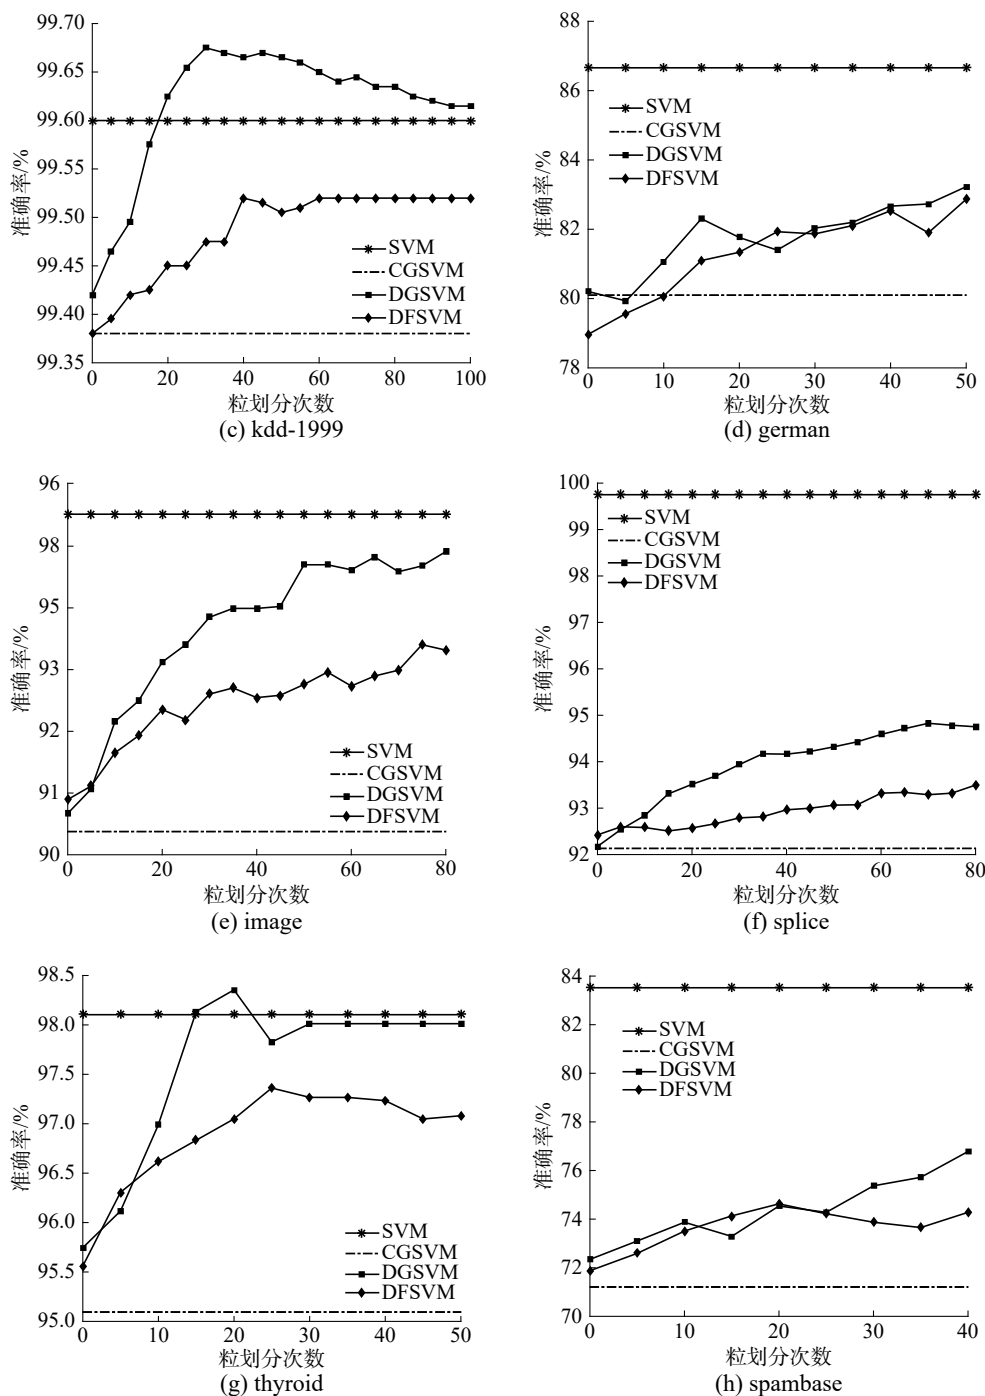 99.70
99.65
99.60
99.55
99.50
99.45
99.40
99.35
准确率/%
SVM
CGSVM
DGSVM
DFSVM
0 20 40 60 80 100
粒划分次数
(c) kdd-1999
88
86
84
82
80
78
准确率/%
SVM
CGSVM
DGSVM
DFSVM
0 10 20 30 40 50
粒划分次数
(d) german
96
98
95
93
92
91
90
准确率/%
SVM
CGSVM
DGSVM
DFSVM
0 20 40 60 80
粒划分次数
(e) image
100
99
98
94
95
94
93
92
准确率/%
SVM
CGSVM
DGSVM
DFSVM
0 20 40 60 80
粒划分次数
(f) splice
98.5
98.0
97.5
97.0
96.5
96.0
95.5
95.0
准确率/%
SVM
CGSVM
DGSVM
DFSVM
0 10 20 30 40 50
粒划分次数
(g) thyroid
84
82
80
78
76
74
72
70
准确率/%
SVM
CGSVM
DGSVM
DFSVM
0 10 20 30 40
粒划分次数
(h) spambase